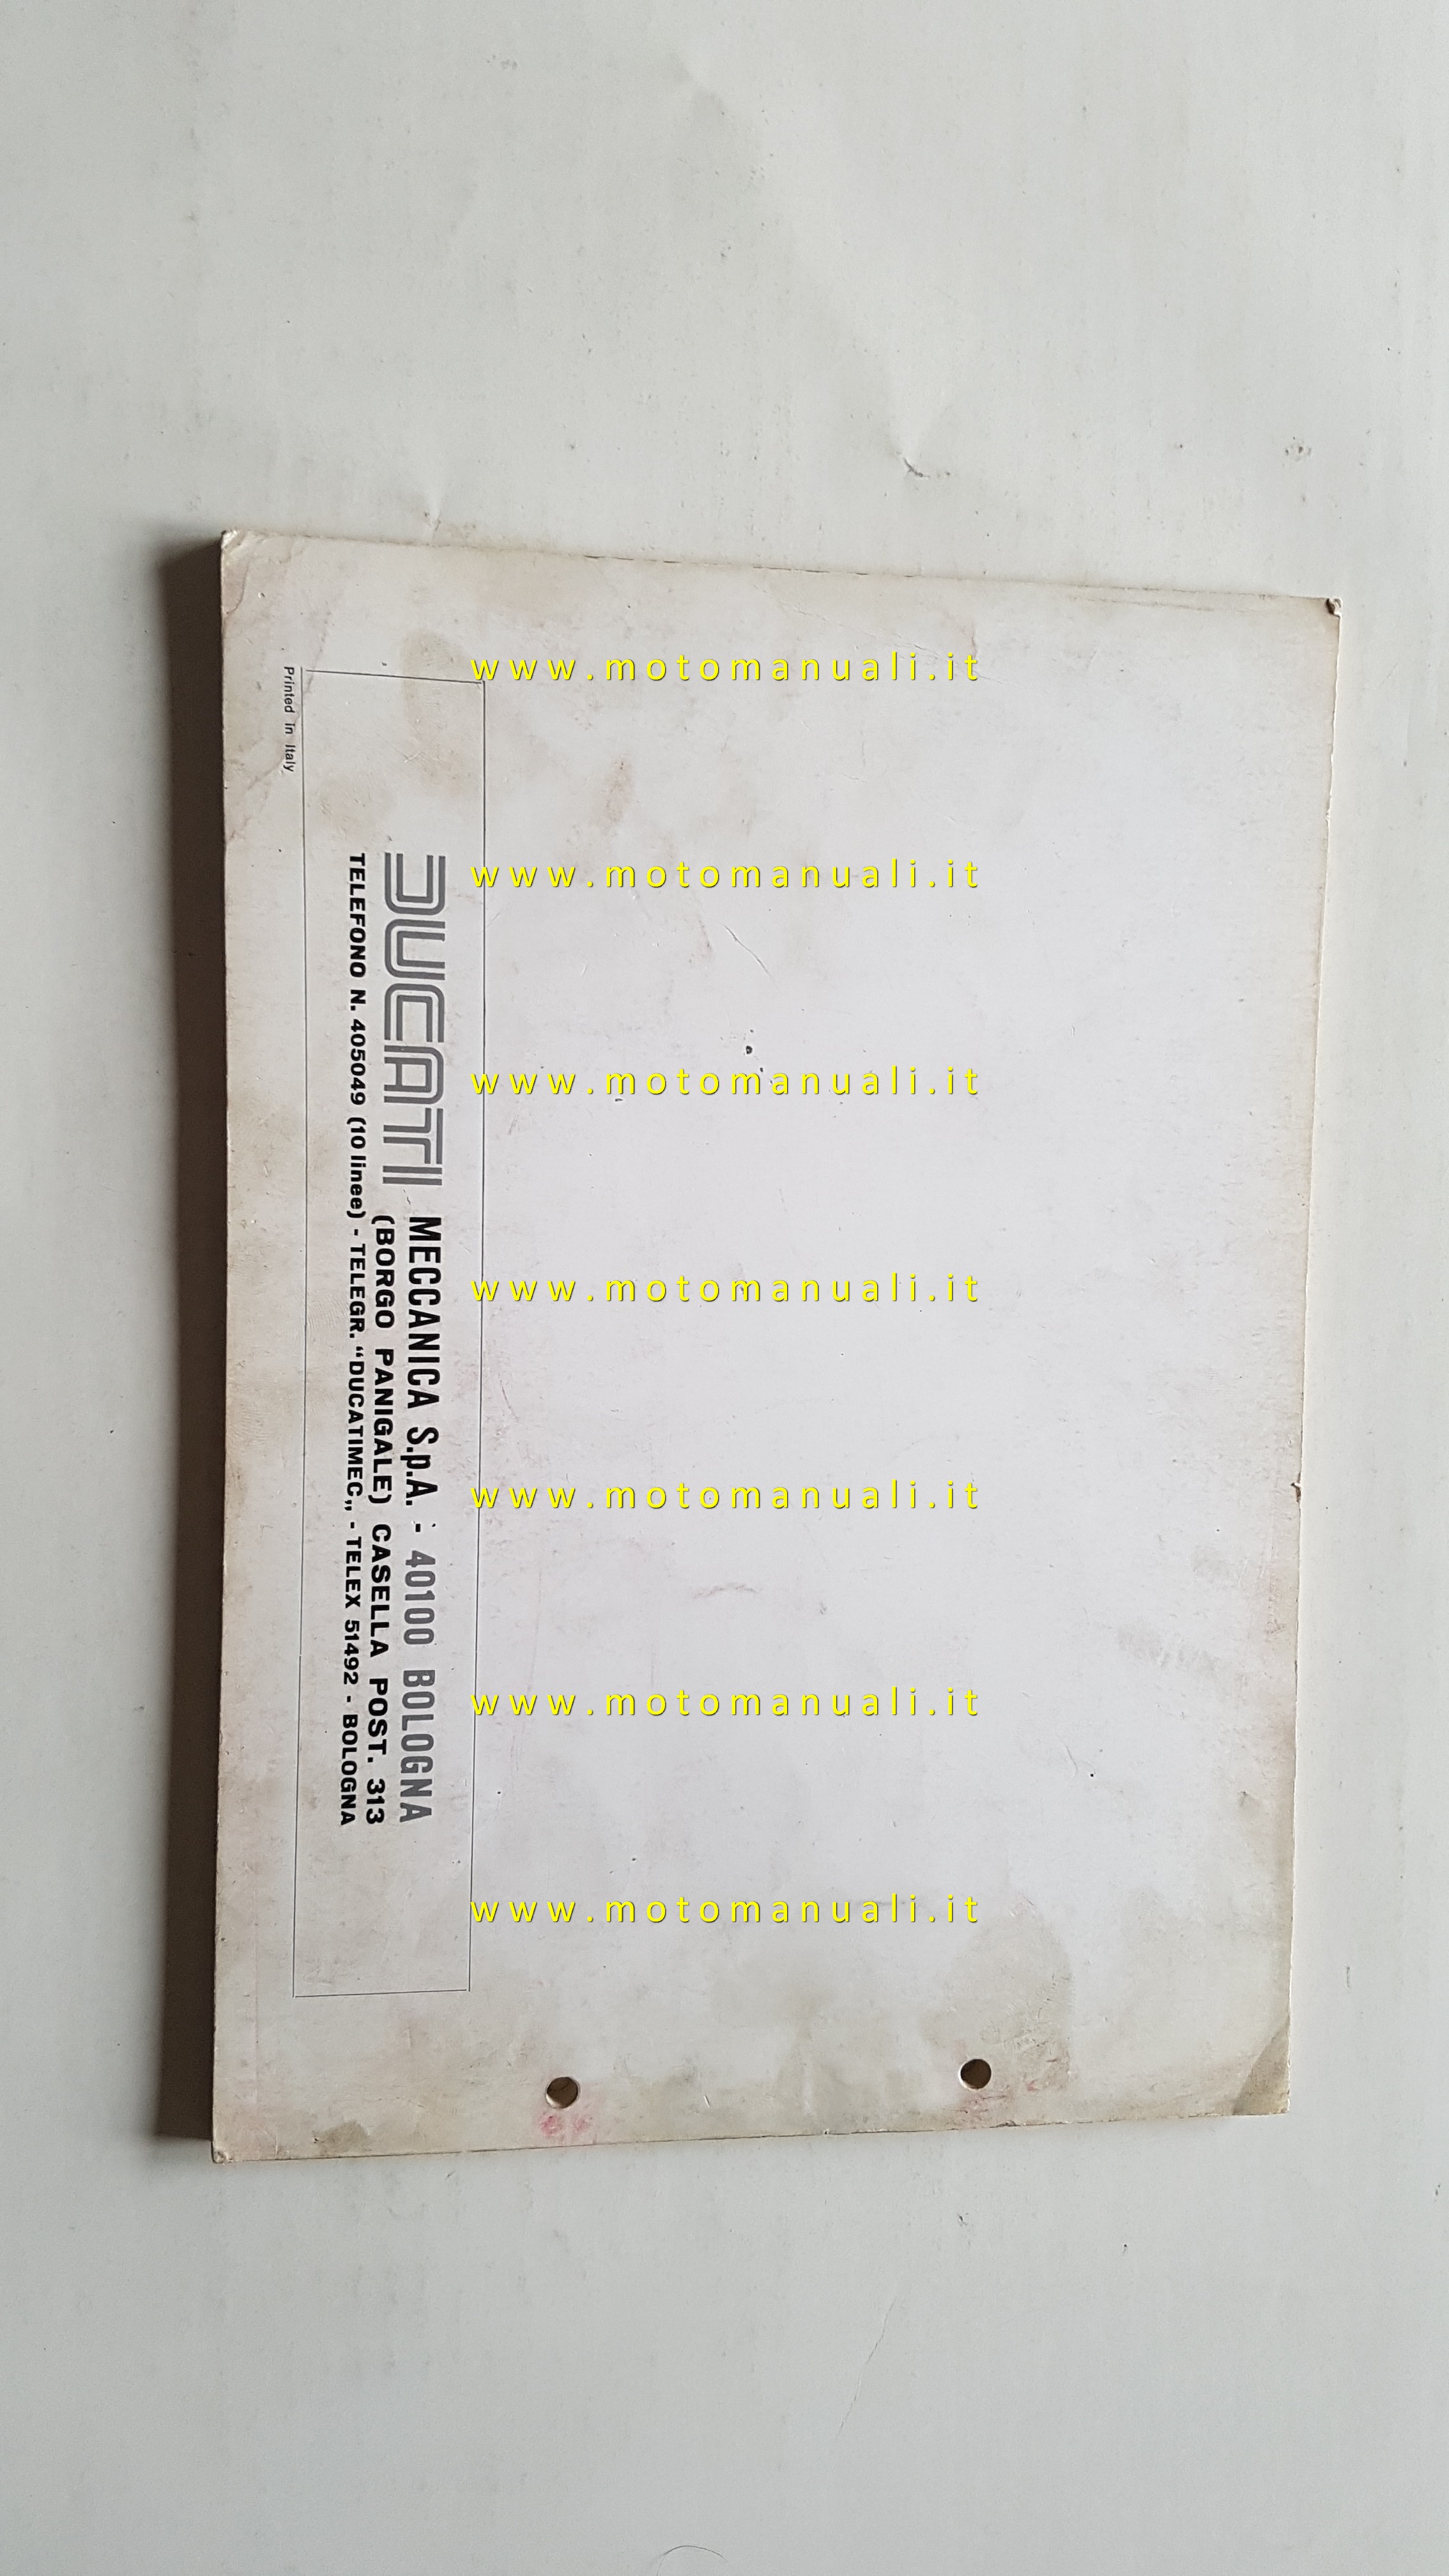 www.motomanuali.it
www.motomanuali.it
www.motomanuali.it
www.motomanuali.it
www.motomanuali.it
www.motomanuali.it
www.motomanuali.it
DUCATI MECCANICA S.p.A. - 40100 BOLOGNA
(BORGO PANIGALE) CASELLA POST. 313
TELEFONO N. 405049 (10 linee) - TELEGR. “DUCATIMEC„ - TELEX 51492 - BOLOGNA
Printed in Italy